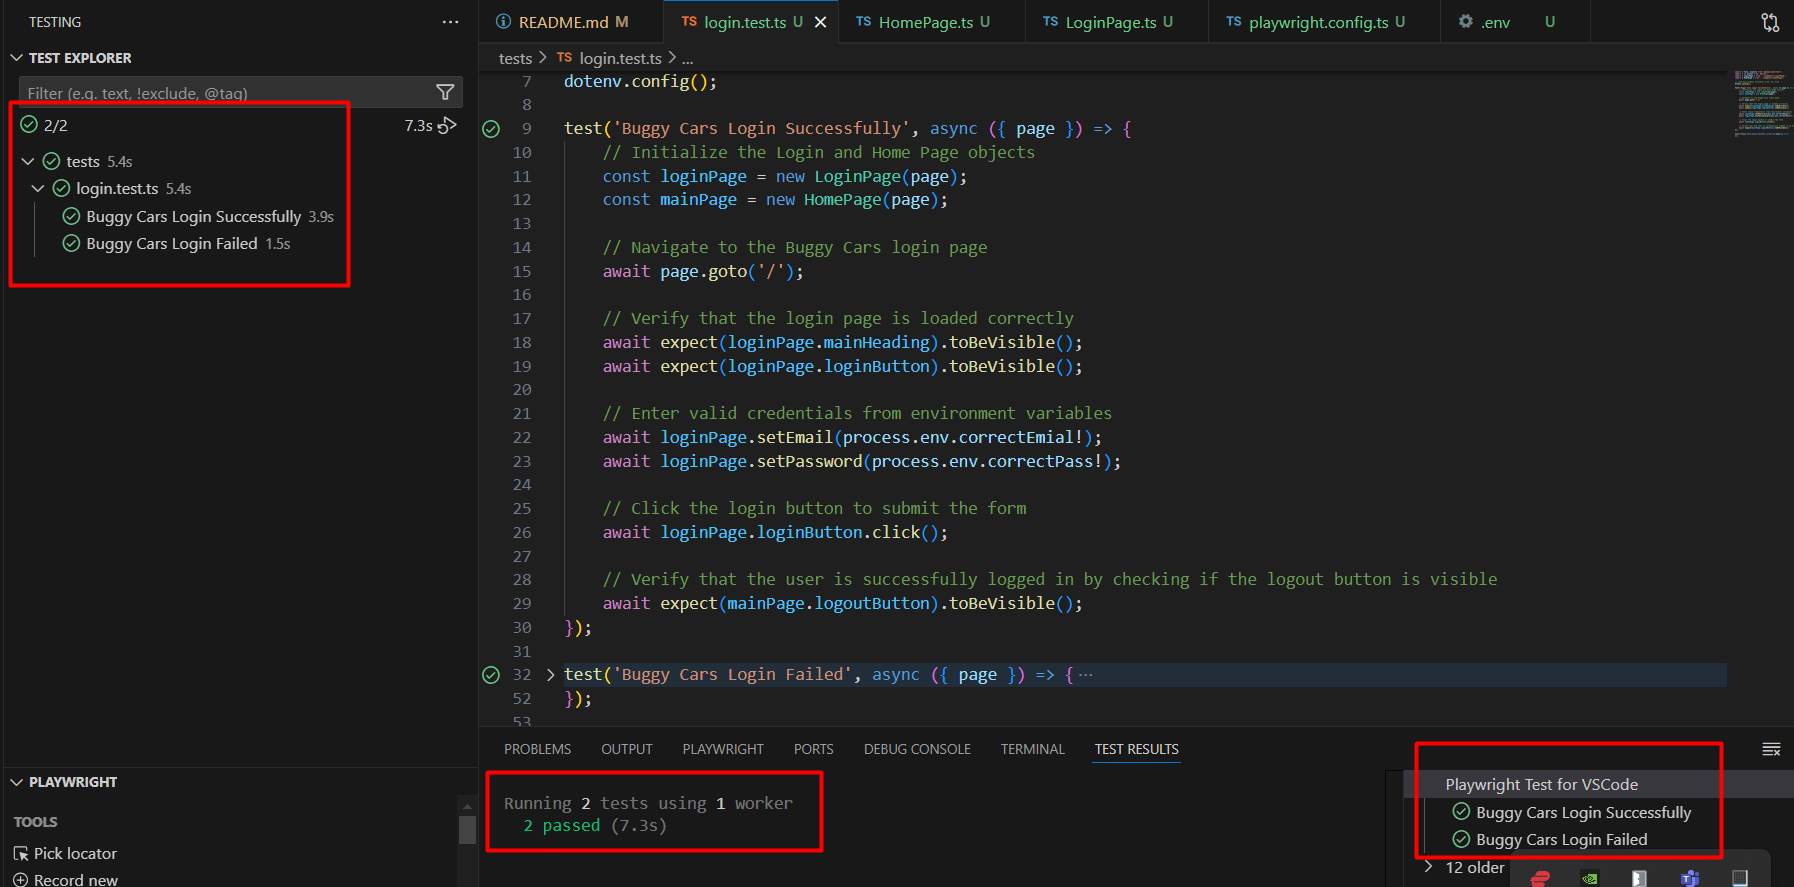 TESTING
TEST EXPLORER
Filter (e.g. text, !exclude, @tag)
2/2 7.3s
tests 5.4s
login.test.ts 5.4s
Buggy Cars Login Successfully 3.9s
Buggy Cars Login Failed 1.5s
PLAYWRIGHT
TOOLS
Pick locator
Record new
README.md M
TS login.test.ts U
TS HomePage.ts U
TS LoginPage.ts U
TS playwright.config.ts U
.env U
tests > TS login.test.ts > ...
7 dotenv.config();
8
9 test('Buggy Cars Login Successfully', async ({ page }) => {
10 // Initialize the Login and Home Page objects
11 const loginPage = new LoginPage(page);
12 const mainPage = new HomePage(page);
13
14 // Navigate to the Buggy Cars login page
15 await page.goto('/');
16
17 // Verify that the login page is loaded correctly
18 await expect(loginPage.mainHeading).toBeVisible();
19 await expect(loginPage.loginButton).toBeVisible();
20
21 // Enter valid credentials from environment variables
22 await loginPage.setEmail(process.env.correctEmial!);
23 await loginPage.setPassword(process.env.correctPass!);
24
25 // Click the login button to submit the form
26 await loginPage.loginButton.click();
27
28 // Verify that the user is successfully logged in by checking if the logout button is visible
29 await expect(mainPage.logoutButton).toBeVisible();
30 });
31
32 test('Buggy Cars Login Failed', async ({ page }) => {···
52 });
53
PROBLEMS OUTPUT PLAYWRIGHT PORTS DEBUG CONSOLE TERMINAL TEST RESULTS
Running 2 tests using 1 worker
2 passed (7.3s)
Playwright Test for VSCode
Buggy Cars Login Successfully
Buggy Cars Login Failed
12 older